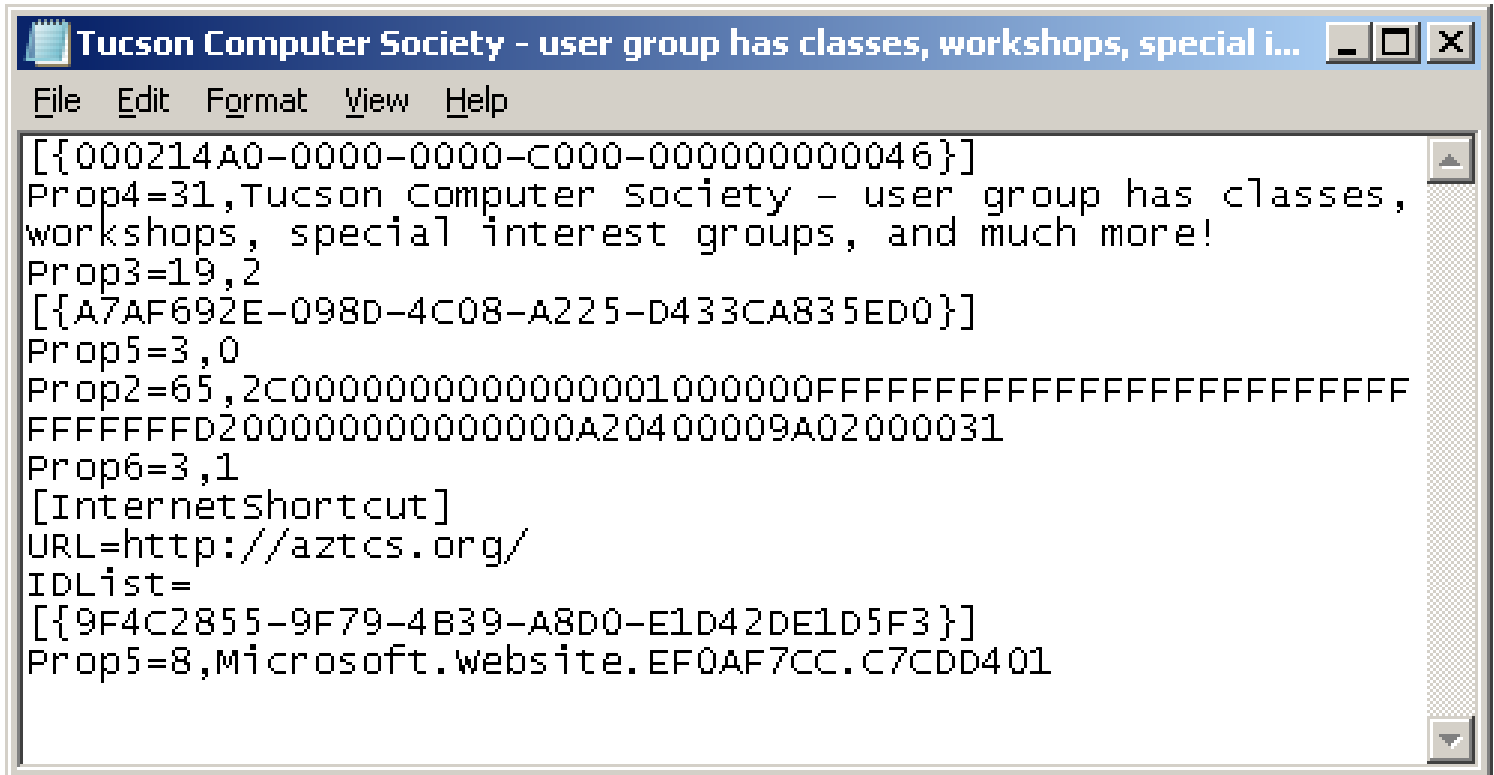 Tucson Computer Society - user group has classes, workshops, special i...
File Edit Format View Help
[{000214A0-0000-0000-C000-000000000046}]
Prop4=31,Tucson Computer Society - user group has classes,
workshops, special interest groups, and much more!
Prop3=19,2
[{A7AF692E-098D-4C08-A225-D433CA835ED0}]
Prop5=3,0
Prop2=65,2C0000000000000001000000FFFFFFFFFFFFFFFFFFFFFFFFF
FFFFFFFD200000000000000A20400009A02000031
Prop6=3,1
[InternetShortcut]
URL=http://aztcs.org/
IDList=
[{9F4C2855-9F79-4B39-A8D0-E1D42DE1D5F3}]
Prop5=8,Microsoft.Website.EF0AF7CC.C7CDD401